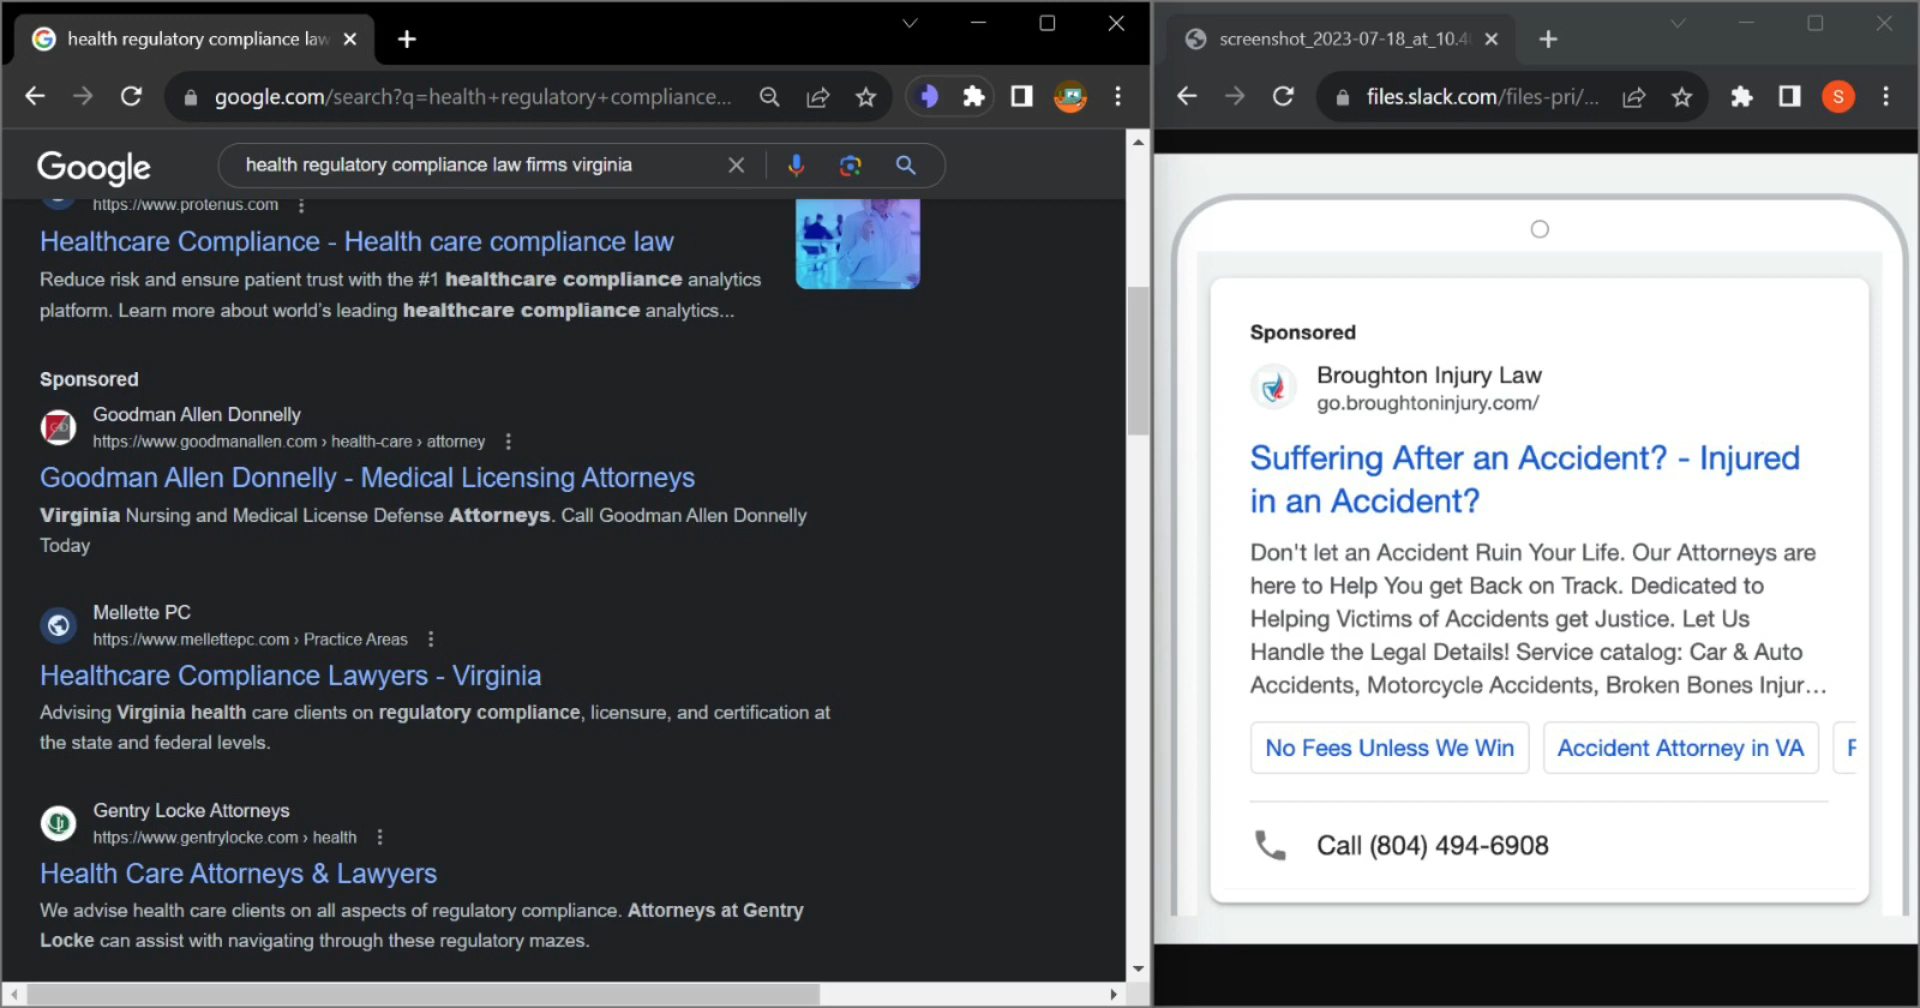 health regulatory compliance law
google.com/search?q=health+regulatory+compliance...
Google
health regulatory compliance law firms virginia
https://www.protenus.com
Healthcare Compliance - Health care compliance law
Reduce risk and ensure patient trust with the #1 healthcare compliance analytics
platform. Learn more about world's leading healthcare compliance analytics...
Sponsored
Goodman Allen Donnelly
https://www.goodmanallen.com › health-care › attorney
Goodman Allen Donnelly - Medical Licensing Attorneys
Virginia Nursing and Medical License Defense Attorneys. Call Goodman Allen Donnelly
Today
Mellette PC
https://www.mellettepc.com › Practice Areas
Healthcare Compliance Lawyers - Virginia
Advising Virginia health care clients on regulatory compliance, licensure, and certification at
the state and federal levels.
Gentry Locke Attorneys
https://www.gentrylocke.com › health
Health Care Attorneys & Lawyers
We advise health care clients on all aspects of regulatory compliance. Attorneys at Gentry
Locke can assist with navigating through these regulatory mazes.
screenshot_2023-07-18_at_10.4
files.slack.com/files-pri/...
S
Sponsored
Broughton Injury Law
go.broughtoninjury.com/
Suffering After an Accident? - Injured
in an Accident?
Don't let an Accident Ruin Your Life. Our Attorneys are
here to Help You get Back on Track. Dedicated to
Helping Victims of Accidents get Justice. Let Us
Handle the Legal Details! Service catalog: Car & Auto
Accidents, Motorcycle Accidents, Broken Bones Injur...
No Fees Unless We Win
Accident Attorney in VA
Call (804) 494-6908